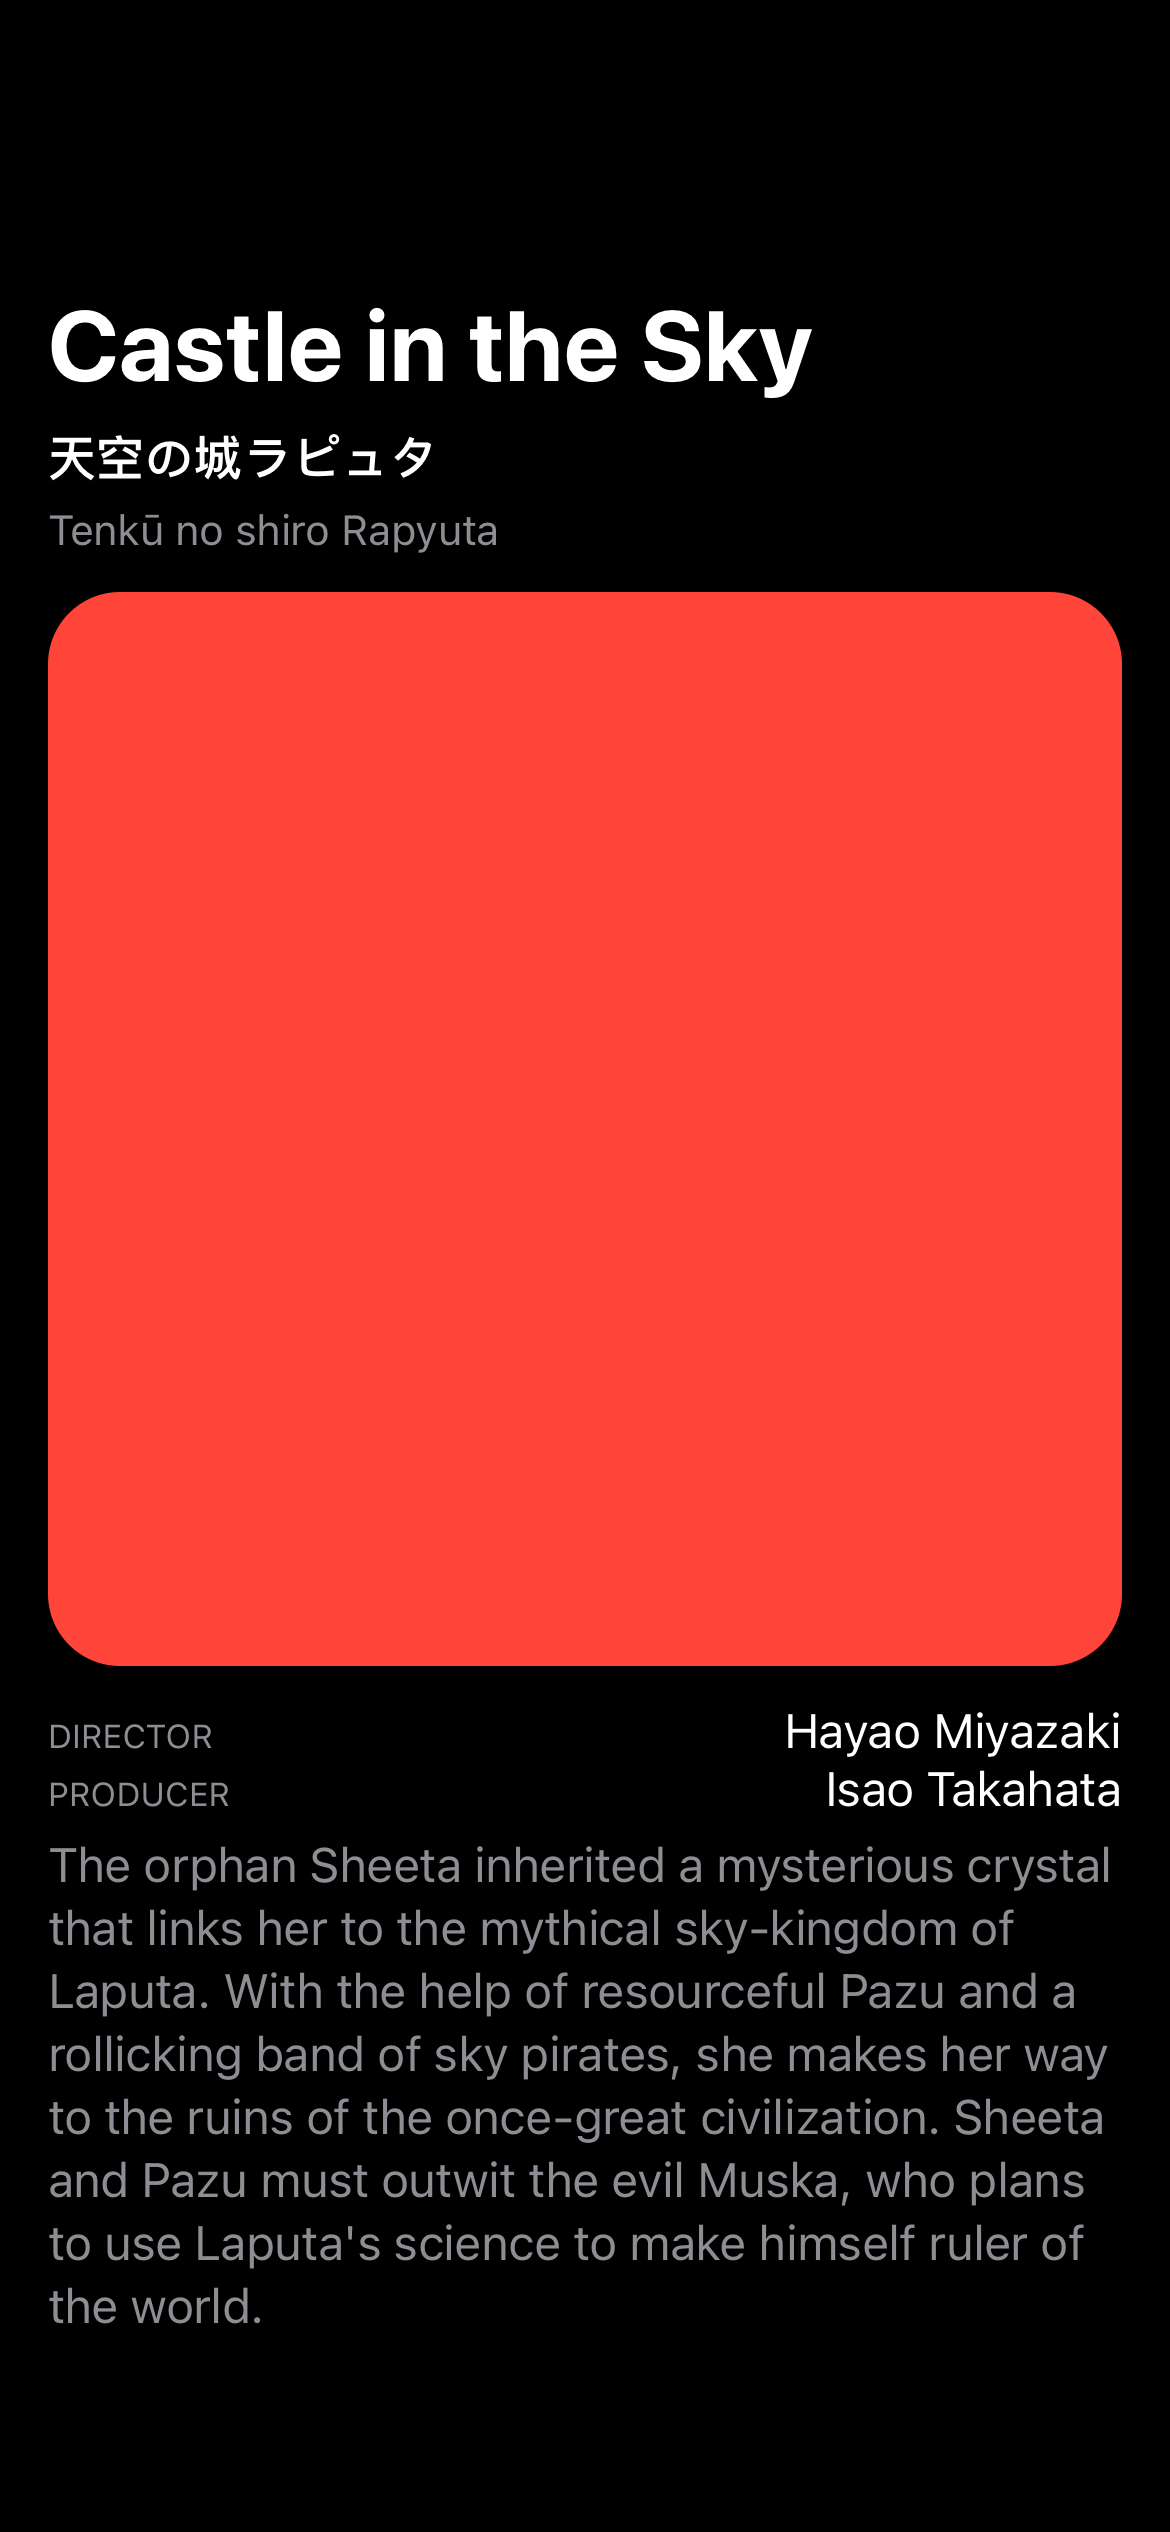 Castle in the Sky
天空の城ラピュタ
Tenkū no shiro Rapyuta
DIRECTOR Hayao Miyazaki
PRODUCER Isao Takahata
The orphan Sheeta inherited a mysterious crystal
that links her to the mythical sky-kingdom of
Laputa. With the help of resourceful Pazu and a
rollicking band of sky pirates, she makes her way
to the ruins of the once-great civilization. Sheeta
and Pazu must outwit the evil Muska, who plans
to use Laputa's science to make himself ruler of
the world.